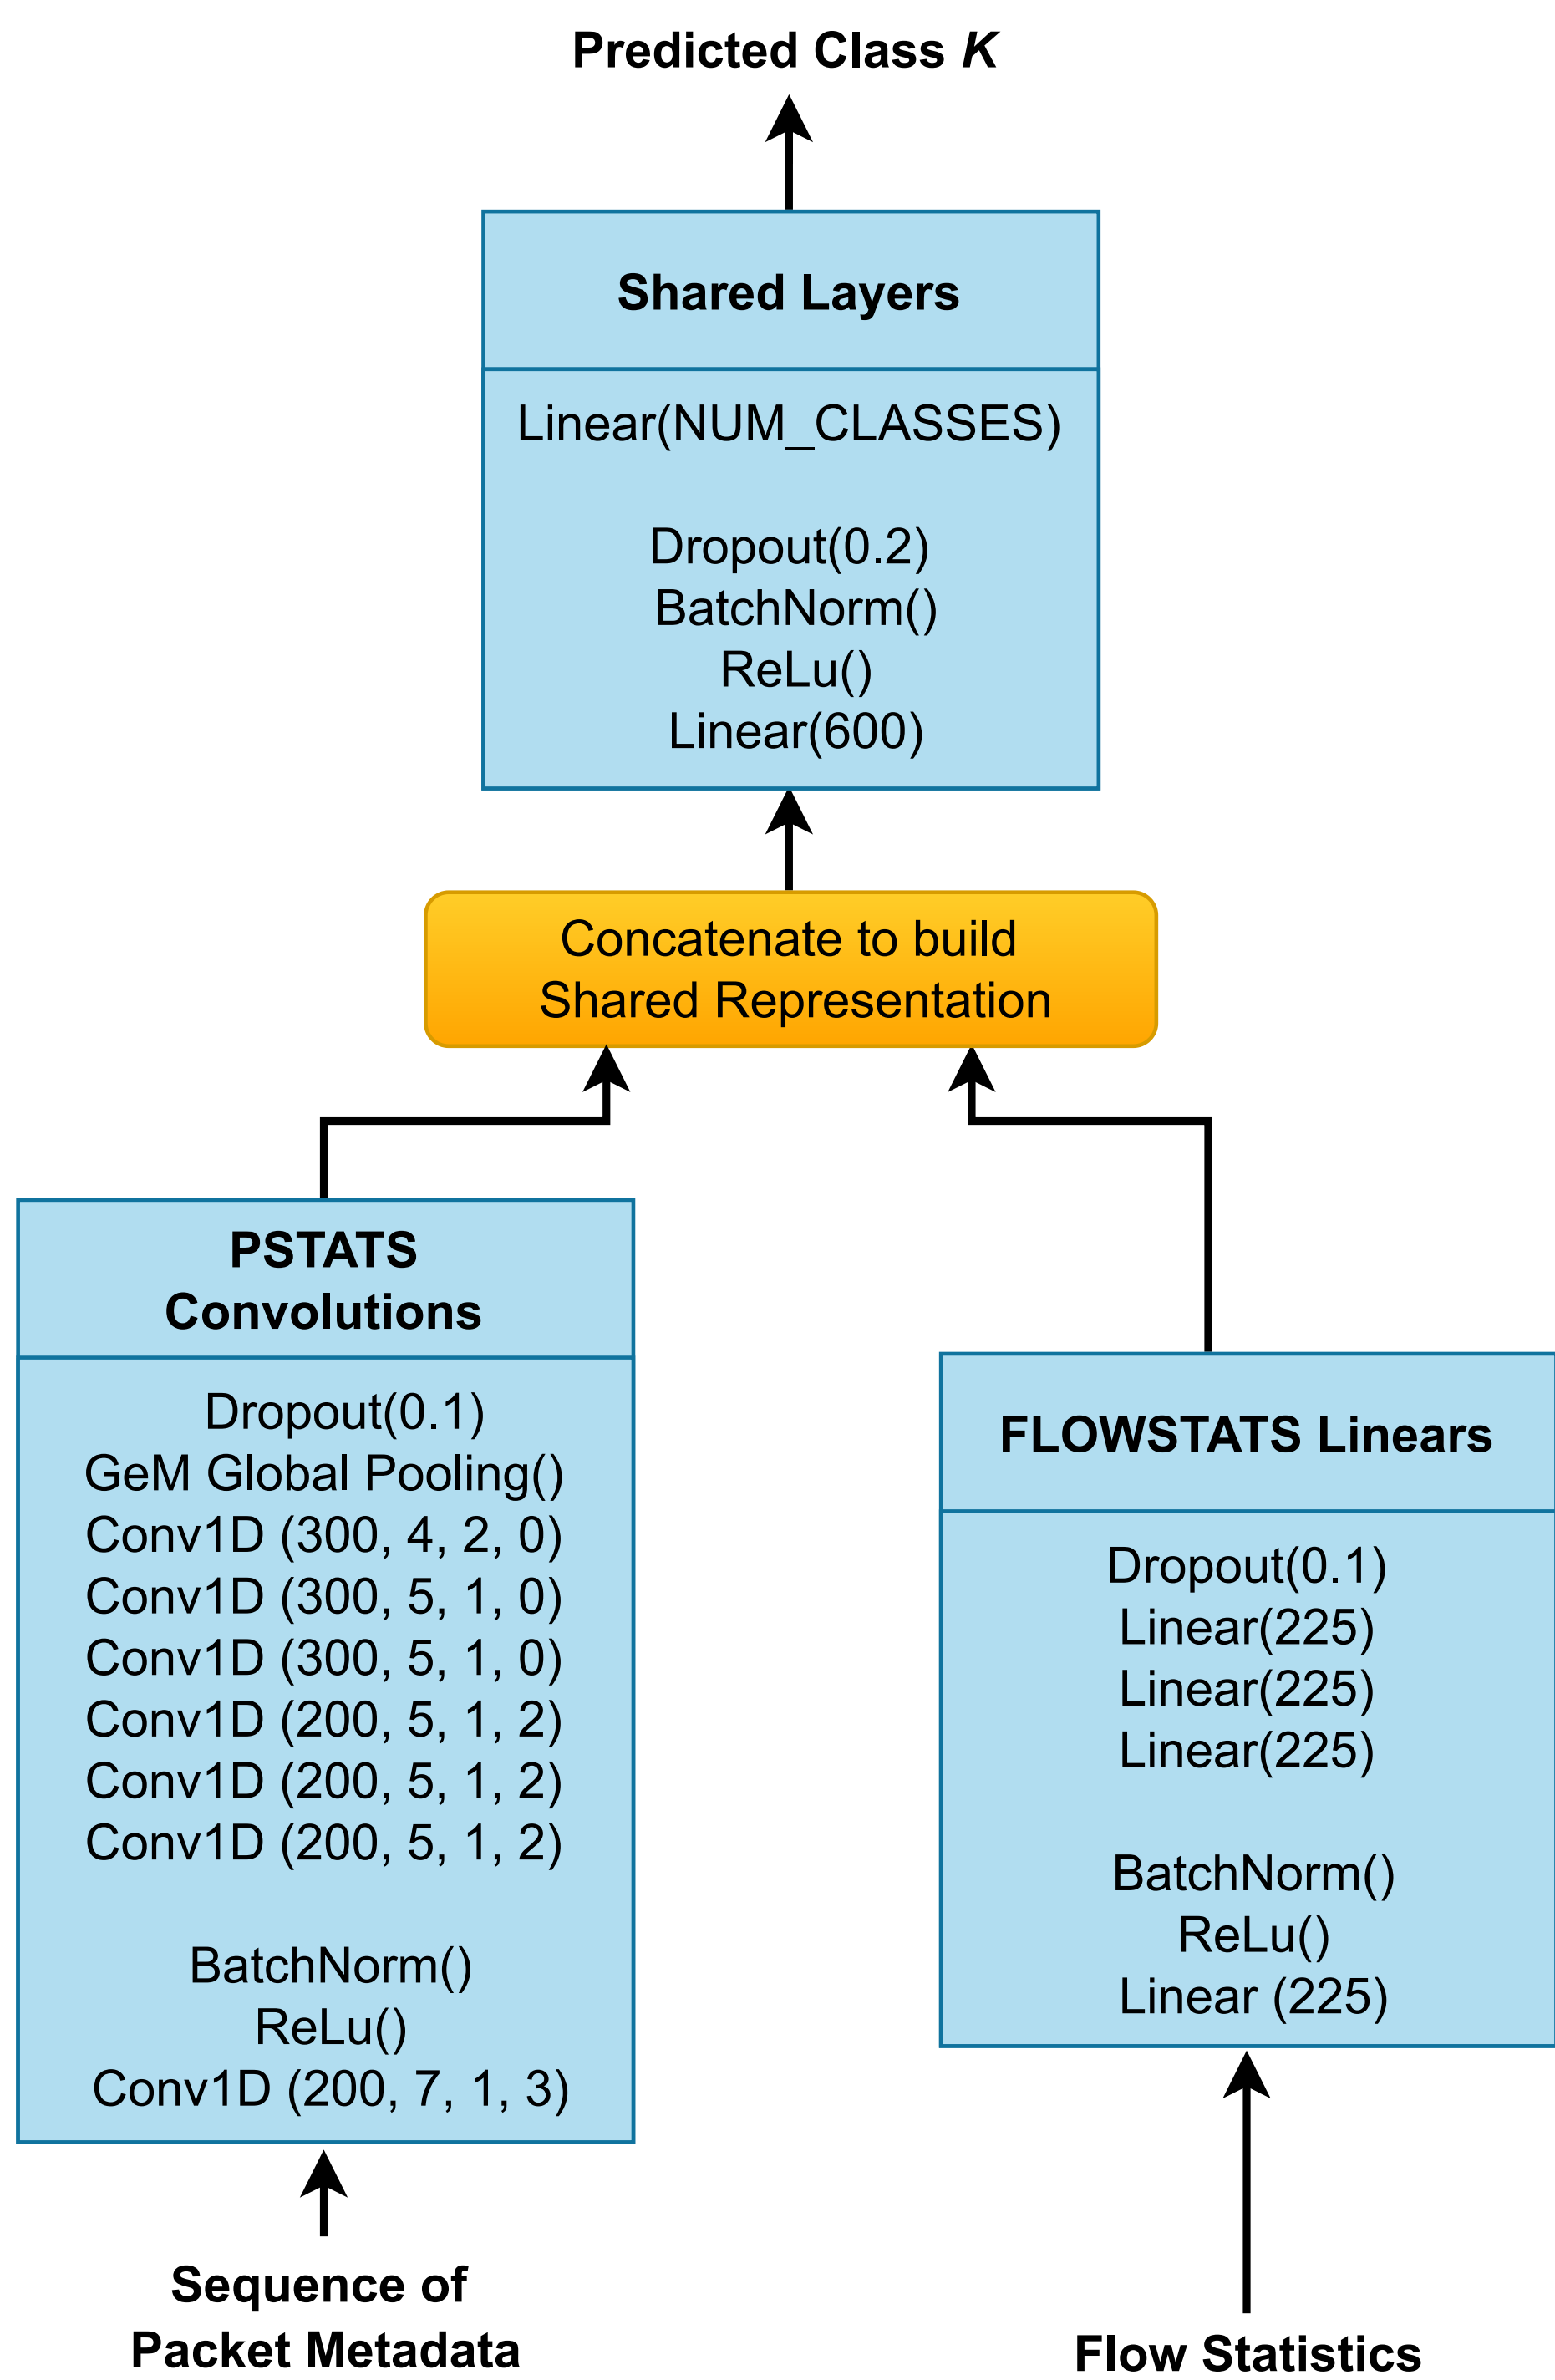 Predicted Class K
Shared Layers
Linear(NUM_CLASSES)
Dropout(0.2)
BatchNorm()
ReLu()
Linear(600)
Concatenate to build
Shared Representation
PSTATS
Convolutions
Dropout(0.1)
GeM Global Pooling()
Conv1D (300, 4, 2, 0)
Conv1D (300, 5, 1, 0)
Conv1D (300, 5, 1, 0)
Conv1D (200, 5, 1, 2)
Conv1D (200, 5, 1, 2)
Conv1D (200, 5, 1, 2)
BatchNorm()
ReLu()
Conv1D (200, 7, 1, 3)
Sequence of
Packet Metadata
FLOWSTATS Linears
Dropout(0.1)
Linear(225)
Linear(225)
Linear(225)
BatchNorm()
ReLu()
Linear (225)
Flow Statistics